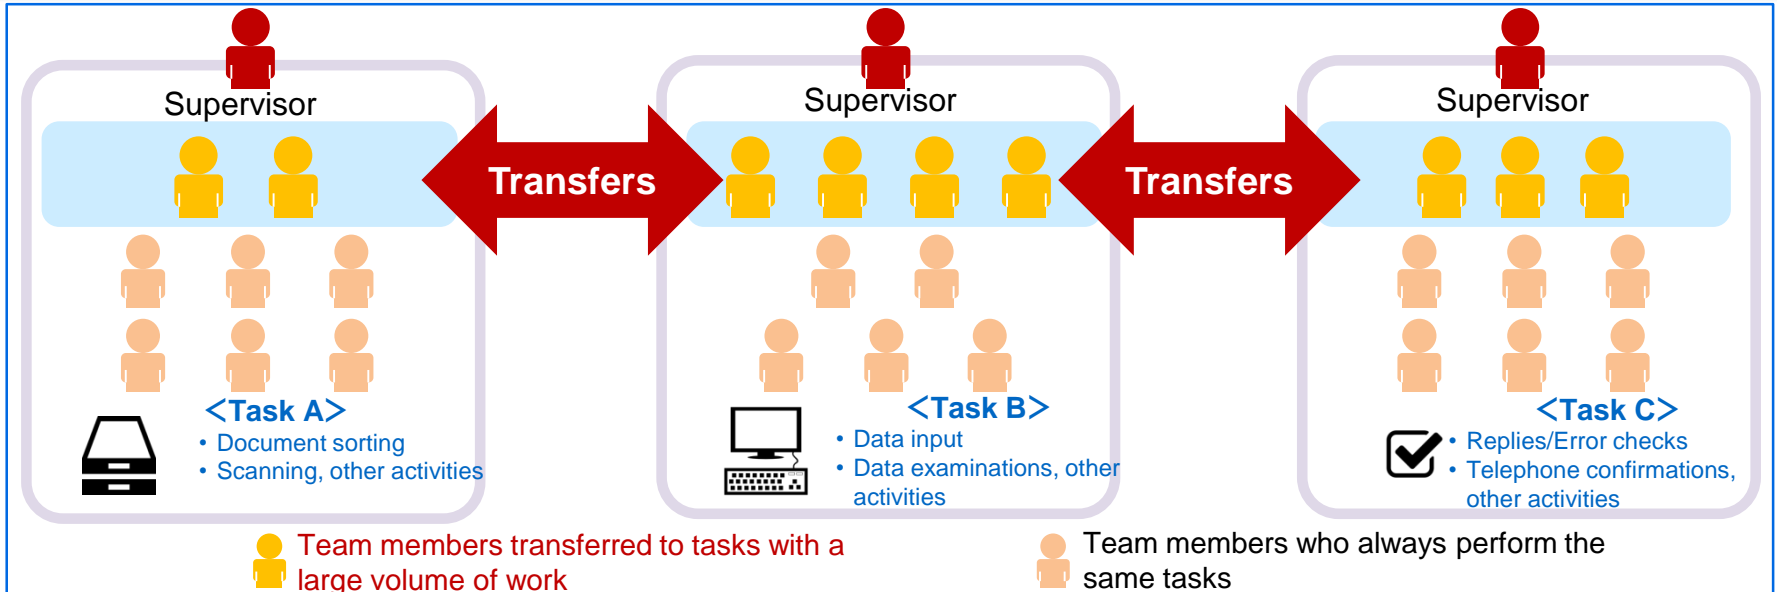 Supervisor
Supervisor
Supervisor
Transfers
Transfers
<Task A>
• Document sorting
• Scanning, other activities
<Task B>
• Data input
• Data examinations, other
activities
<Task C>
• Replies/Error checks
• Telephone confirmations,
other activities
Team members transferred to tasks with a
large volume of work
Team members who always perform the
same tasks